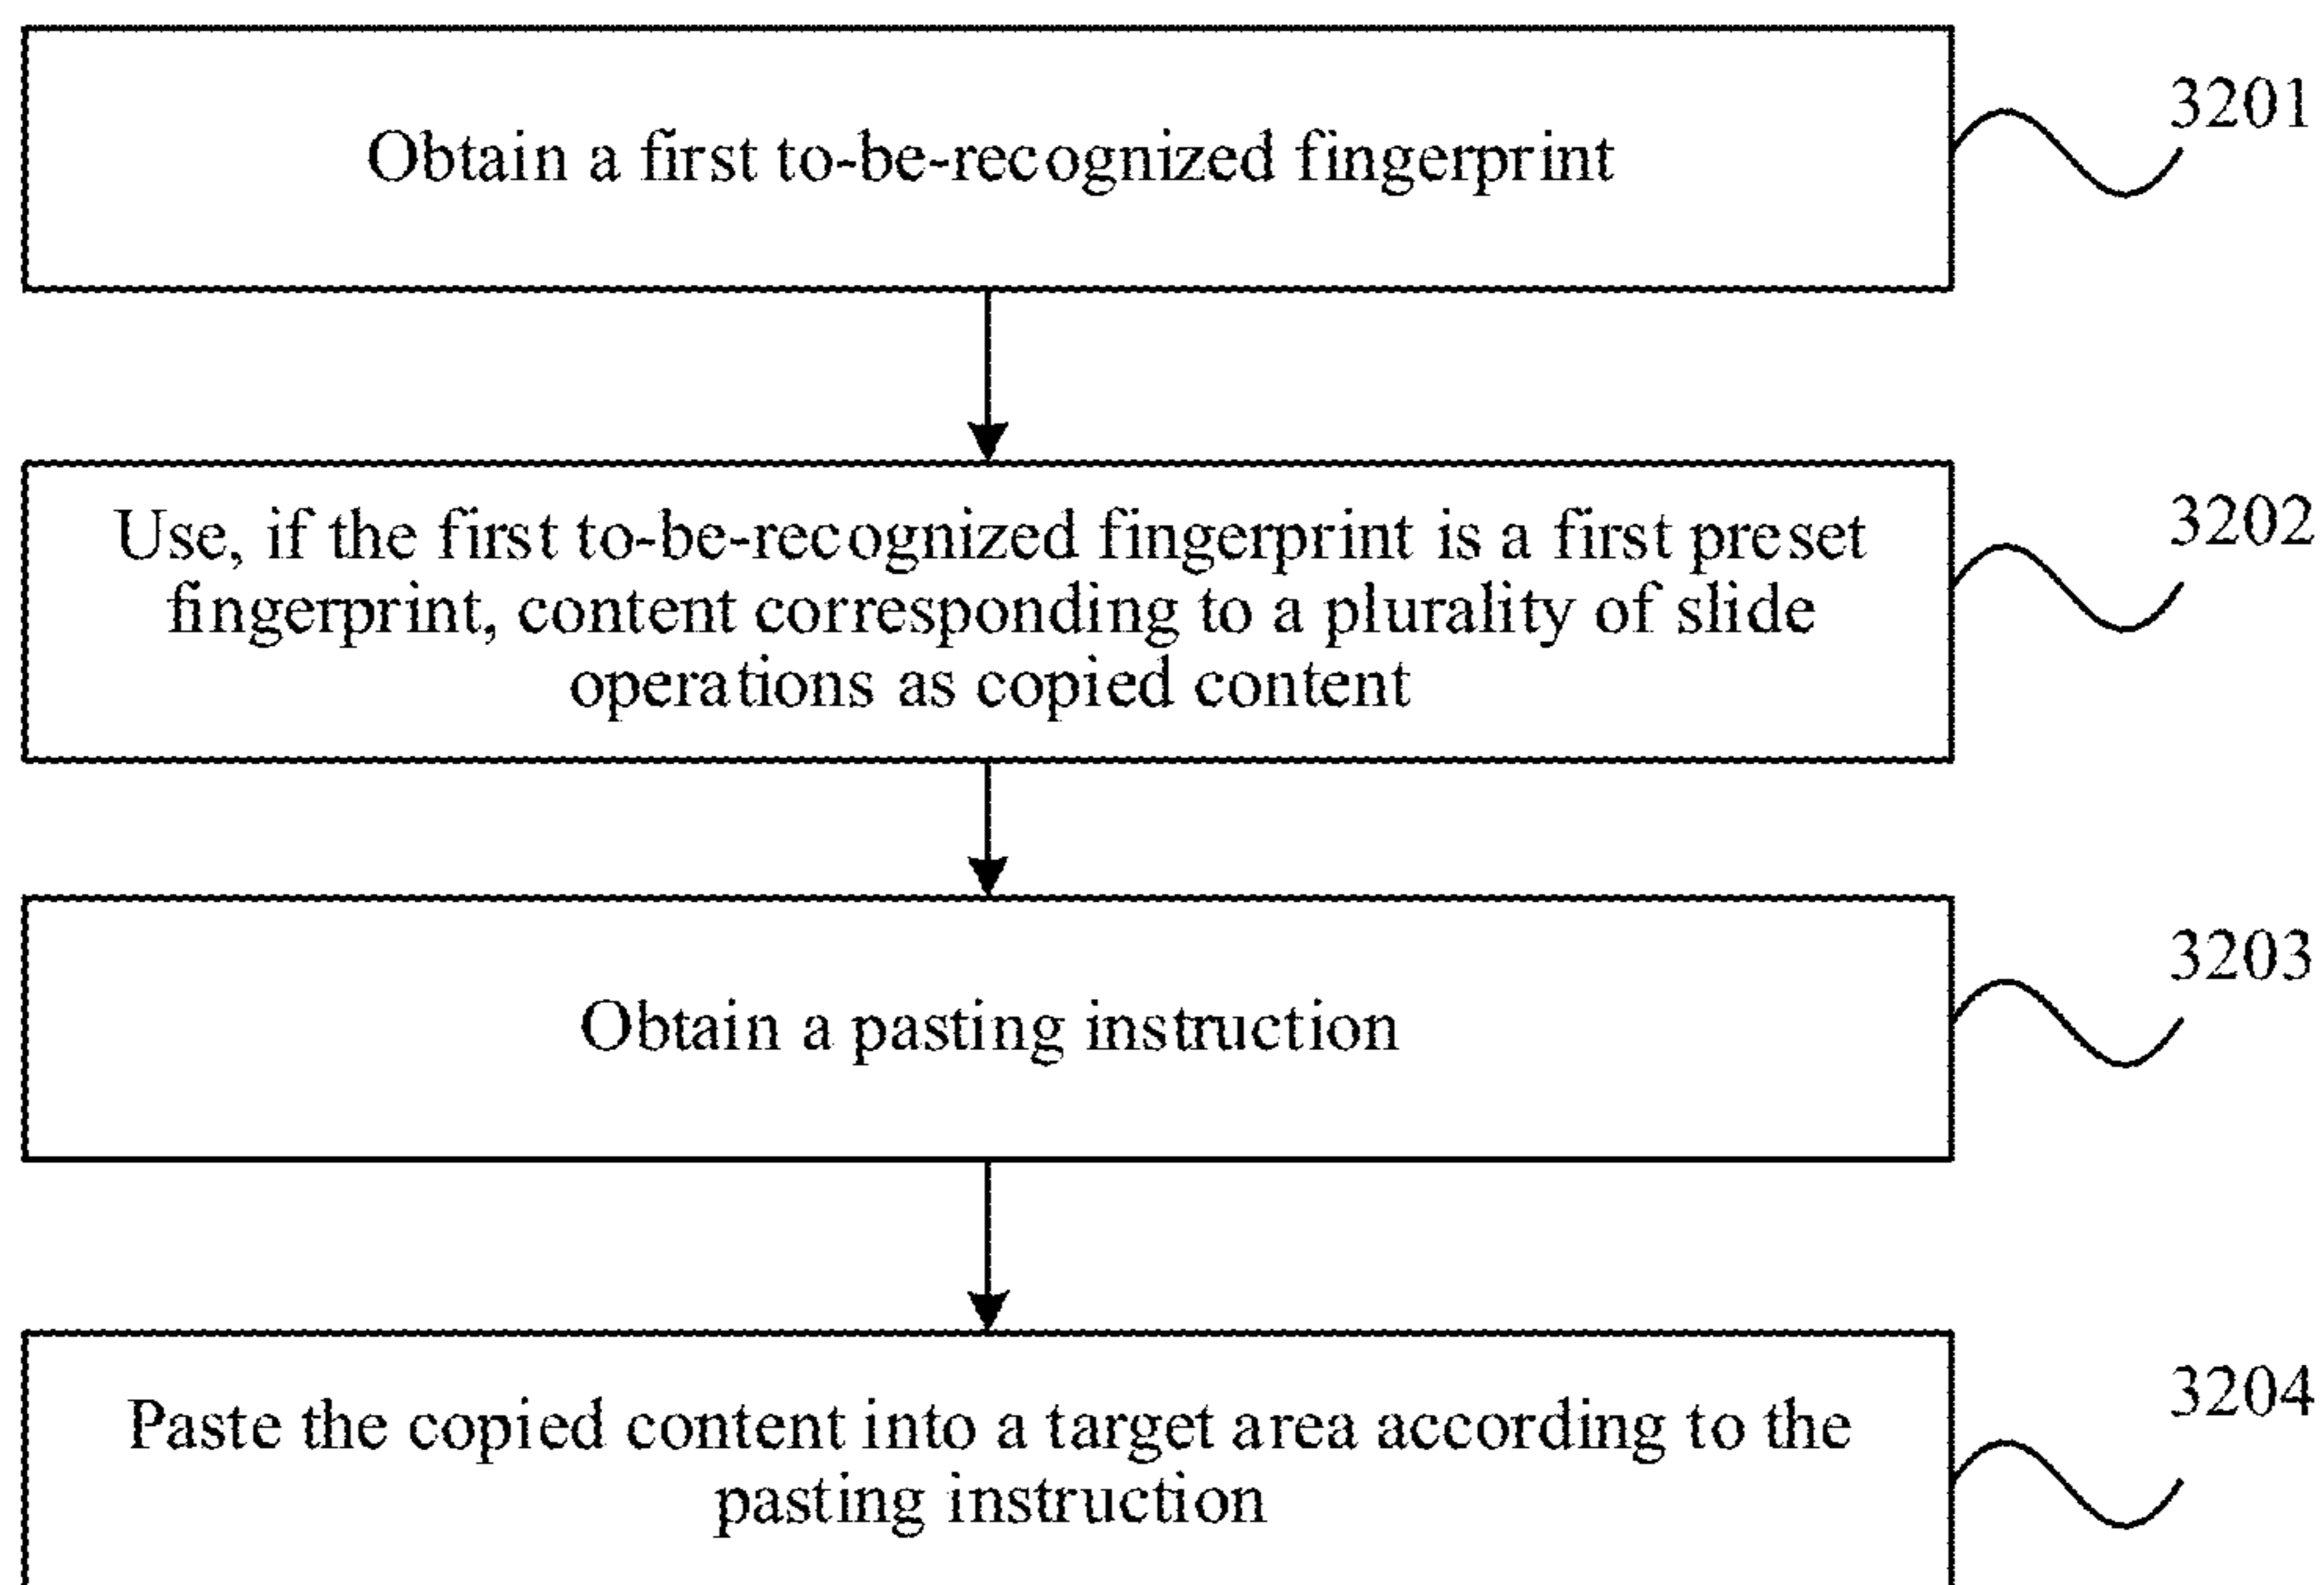 Obtain a first to-be-recognized fingerprint
3201
Use, if the first to-be-recognized fingerprint is a first preset
fingerprint, content corresponding to a plurality of slide
operations as copied content
3202
Obtain a pasting instruction
3203
Paste the copied content into a target area according to the
pasting instruction
3204